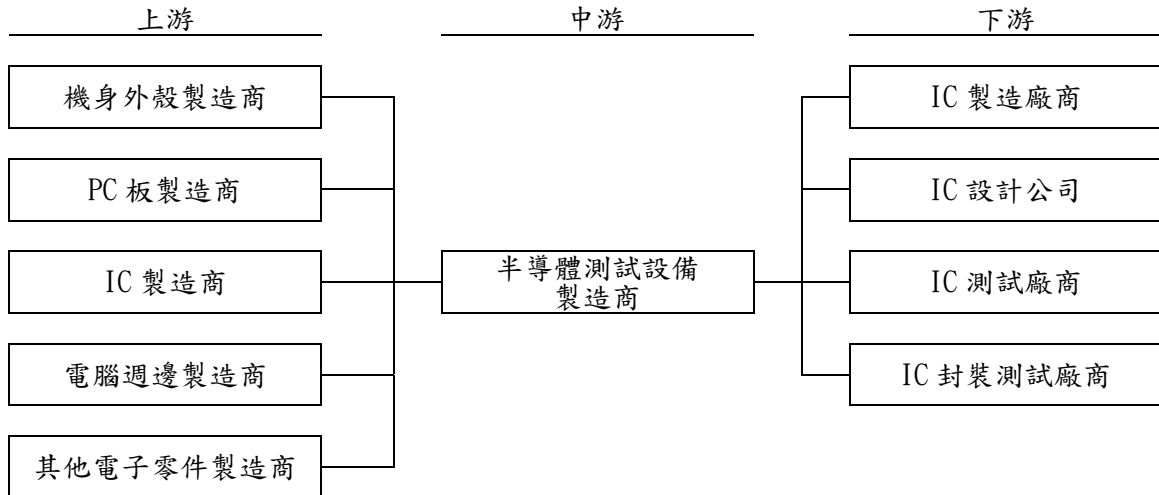 上游
中游
下游
機身外殼製造商
PC 板製造商
IC 製造商
電腦週邊製造商
其他電子零件製造商
半導體測試設備
製造商
IC 製造廠商
IC 設計公司
IC 測試廠商
IC 封裝測試廠商